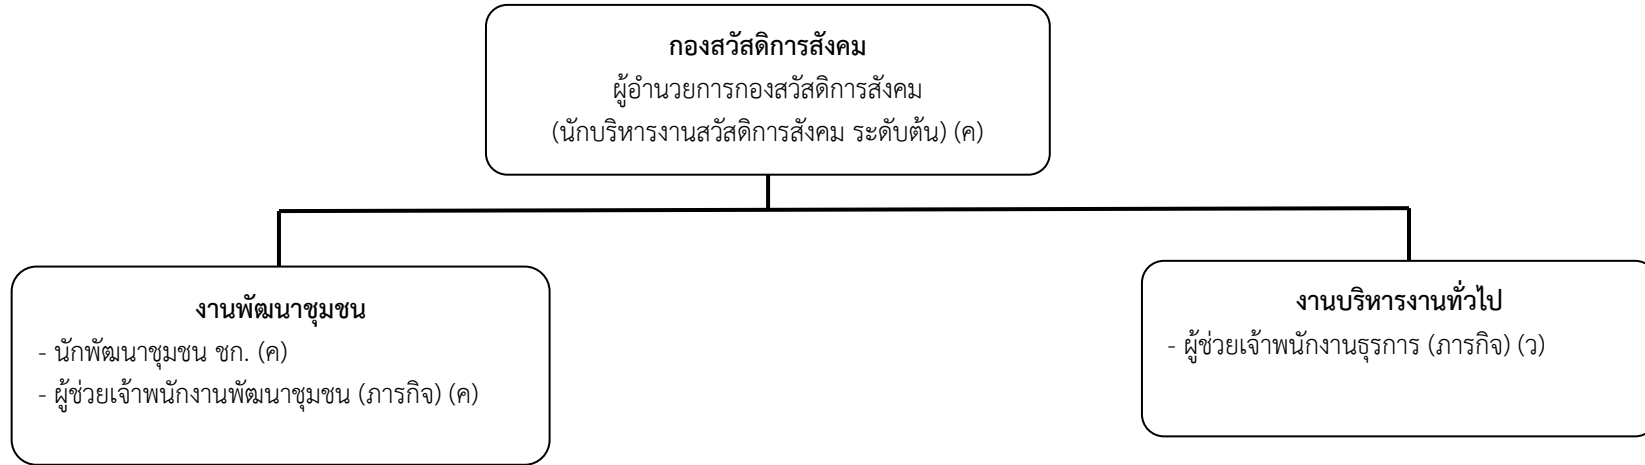 กองสวัสดิการสังคม
ผู้อำนวยการกองสวัสดิการสังคม
(นักบริหารงานสวัสดิการสังคม ระดับต้น) (ค)
งานพัฒนาชุมชน
- นักพัฒนาชุมชน ชก. (ค)
- ผู้ช่วยเจ้าพนักงานพัฒนาชุมชน (ภารกิจ) (ค)
งานบริหารงานทั่วไป
- ผู้ช่วยเจ้าพนักงานธุรการ (ภารกิจ) (ว)